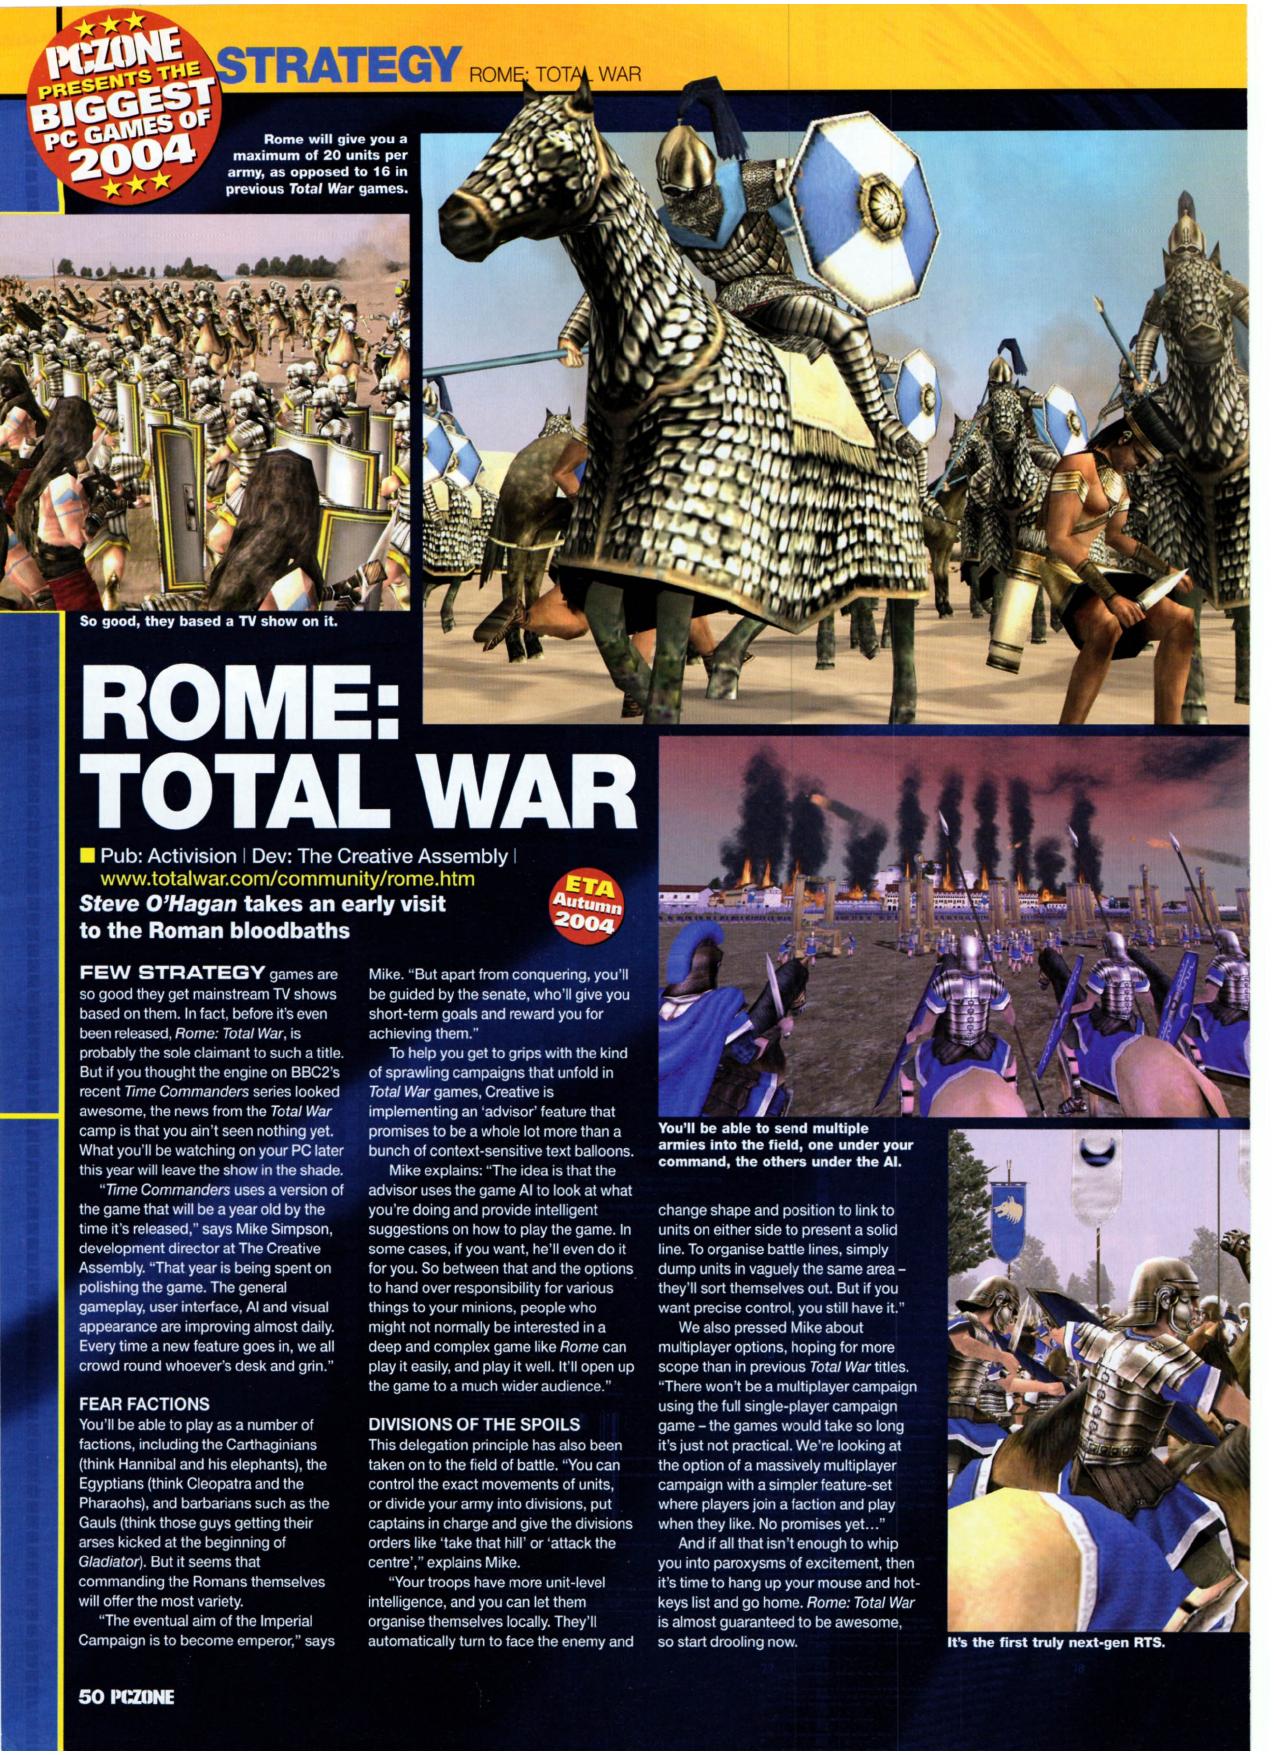 PCZONE
PRESENTS THE
BIGGEST
PC GAMES OF
2004
STRATEGY ROME: TOTAL WAR
Rome will give you a
maximum of 20 units per
army, as opposed to 16 in
previous Total War games.
So good, they based a TV show on it.
ROME:
TOTAL WAR
Pub: Activision | Dev: The Creative Assembly |
www.totalwar.com/community/rome.htm
Steve O'Hagan takes an early visit
to the Roman bloodbaths
ETA
Autumn
2004
FEW STRATEGY games are
so good they get mainstream TV shows
based on them. In fact, before it's even
been released, Rome: Total War, is
probably the sole claimant to such a title.
But if you thought the engine on BBC2's
recent Time Commanders series looked
awesome, the news from the Total War
camp is that you ain't seen nothing yet.
What you'll be watching on your PC later
this year will leave the show in the shade.
"Time Commanders uses a version of
the game that will be a year old by the
time it's released," says Mike Simpson,
development director at The Creative
Assembly. "That year is being spent on
polishing the game. The general
gameplay, user interface, AI and visual
appearance are improving almost daily.
Every time a new feature goes in, we all
crowd round whoever's desk and grin."
FEAR FACTIONS
You'll be able to play as a number of
factions, including the Carthaginians
(think Hannibal and his elephants), the
Egyptians (think Cleopatra and the
Pharaohs), and barbarians such as the
Gauls (think those guys getting their
arses kicked at the beginning of
Gladiator). But it seems that
commanding the Romans themselves
will offer the most variety.
"The eventual aim of the Imperial
Campaign is to become emperor," says
Mike. "But apart from conquering, you'll
be guided by the senate, who'll give you
short-term goals and reward you for
achieving them."
To help you get to grips with the kind
of sprawling campaigns that unfold in
Total War games, Creative is
implementing an 'advisor' feature that
promises to be a whole lot more than a
bunch of context-sensitive text balloons.
Mike explains: "The idea is that the
advisor uses the game AI to look at what
you're doing and provide intelligent
suggestions on how to play the game. In
some cases, if you want, he'll even do it
for you. So between that and the options
to hand over responsibility for various
things to your minions, people who
might not normally be interested in a
deep and complex game like Rome can
play it easily, and play it well. It'll open up
the game to a much wider audience."
DIVISIONS OF THE SPOILS
This delegation principle has also been
taken on to the field of battle. "You can
control the exact movements of units,
or divide your army into divisions, put
captains in charge and give the divisions
orders like 'take that hill' or 'attack the
centre'," explains Mike.
"Your troops have more unit-level
intelligence, and you can let them
organise themselves locally. They'll
automatically turn to face the enemy and
You'll be able to send multiple
armies into the field, one under your
command, the others under the AI.
change shape and position to link to
units on either side to present a solid
line. To organise battle lines, simply
dump units in vaguely the same area –
they'll sort themselves out. But if you
want precise control, you still have it."
We also pressed Mike about
multiplayer options, hoping for more
scope than in previous Total War titles.
"There won't be a multiplayer campaign
using the full single-player campaign
game – the games would take so long
it's just not practical. We're looking at
the option of a massively multiplayer
campaign with a simpler feature-set
where players join a faction and play
when they like. No promises yet..."
And if all that isn't enough to whip
you into paroxysms of excitement, then
it's time to hang up your mouse and hot-
keys list and go home. Rome: Total War
is almost guaranteed to be awesome,
so start drooling now.
It's the first truly next-gen RTS.
50 PCZONE